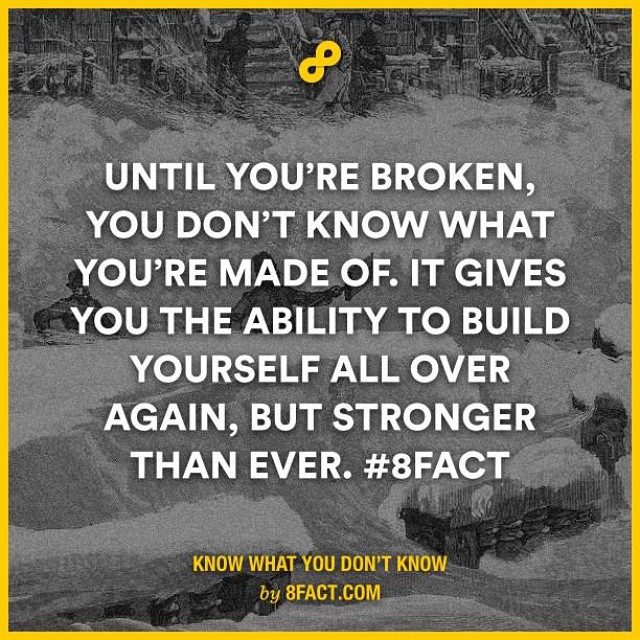 UNTIL YOU’RE BROKEN,
YOU DON’T KNOW WHAT
YOU’RE MADE OF. IT GIVES
YOU THE ABILITY TO BUILD
YOURSELF ALL OVER
AGAIN, BUT STRONGER
THAN EVER. #8FACT
KNOW WHAT YOU DON’T KNOW
by 8FACT.COM